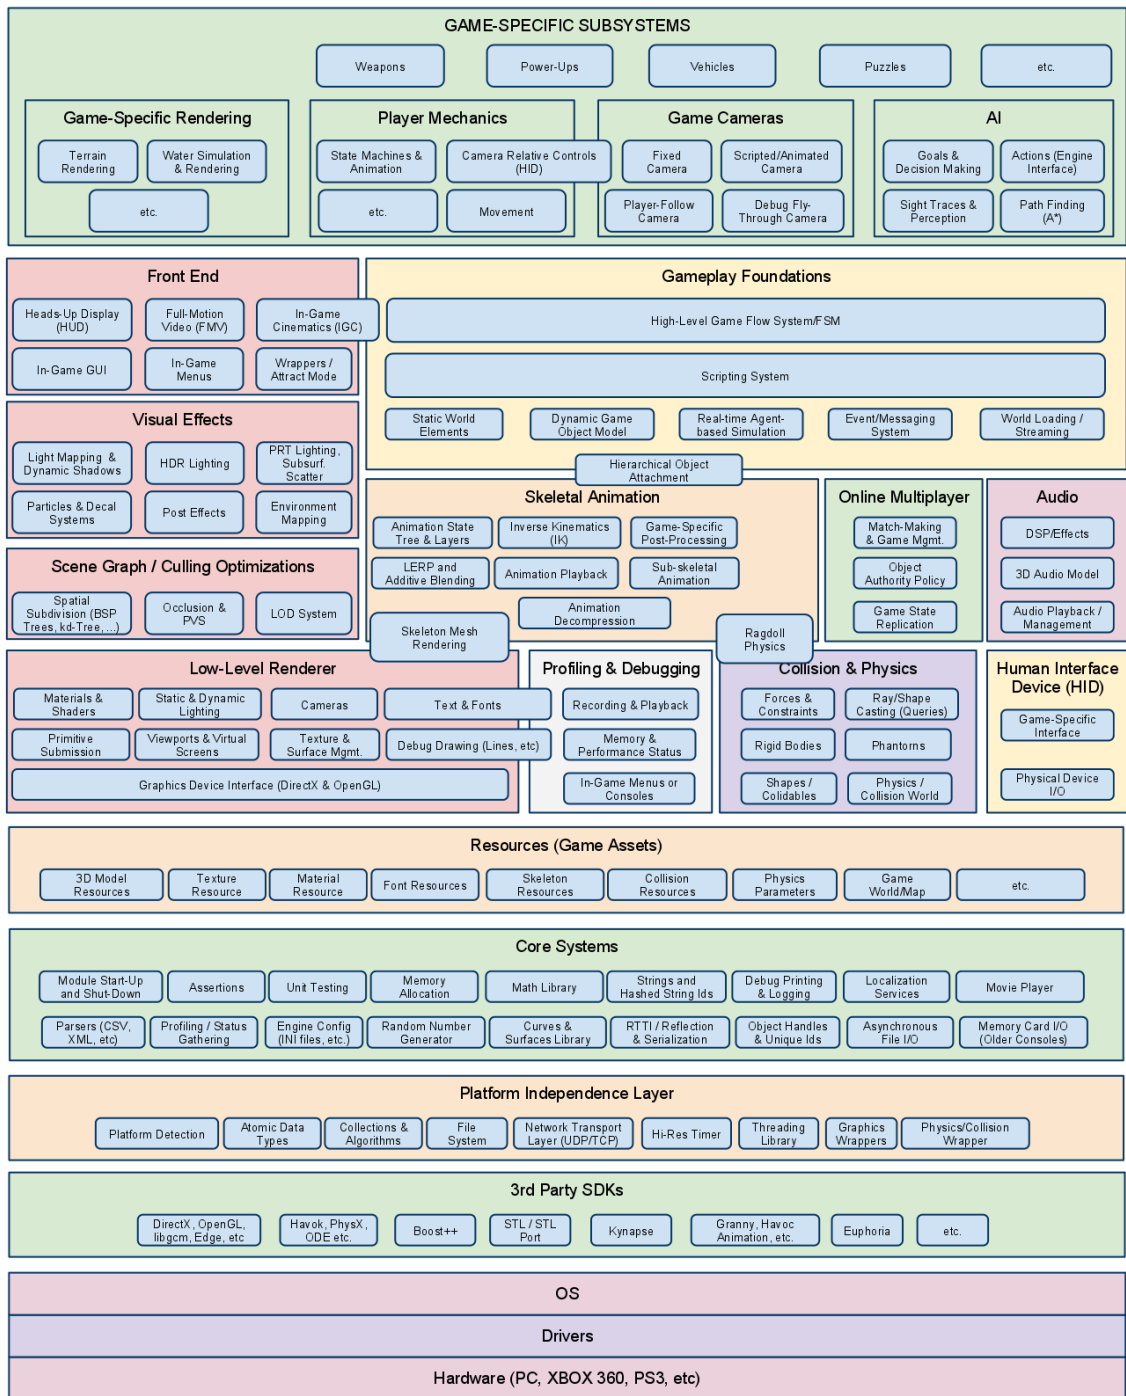 GAME-SPECIFIC SUBSYSTEMS
Weapons
Power-Ups
Vehicles
Puzzles
etc.
Game-Specific Rendering
Terrain
Rendering
Water Simulation
& Rendering
etc.
Player Mechanics
State Machines &
Animation
Camera Relative Controls
(HID)
etc.
Movement
Game Cameras
Fixed
Camera
Scripted/Animated
Camera
Player-Follow
Camera
Debug Fly-
Through Camera
AI
Goals &
Decision Making
Actions (Engine
Interface)
Sight Traces &
Perception
Path Finding
(A*)
Front End
Heads-Up Display
(HUD)
Full-Motion
Video (FMV)
In-Game
Cinematics (IGC)
In-Game GUI
In-Game
Menus
Wrappers /
Attract Mode
Gameplay Foundations
High-Level Game Flow System/FSM
Scripting System
Static World
Elements
Dynamic Game
Object Model
Real-time Agent-
based Simulation
Event/Messaging
System
World Loading /
Streaming
Hierarchical Object
Attachment
Visual Effects
Light Mapping &
Dynamic Shadows
HDR Lighting
PRT Lighting,
Subsurf.
Scatter
Particles & Decal
Systems
Post Effects
Environment
Mapping
Scene Graph / Culling Optimizations
Spatial
Subdivision (BSP
Trees, kd-Tree, ...)
Occlusion &
PVS
LOD System
Skeletal Animation
Animation State
Tree & Layers
Inverse Kinematics
(IK)
Game-Specific
Post-Processing
LERP and
Additive Blending
Animation Playback
Sub-skeletal
Animation
Animation
Decompression
Skeleton Mesh
Rendering
Ragdoll
Physics
Online Multiplayer
Match-Making
& Game Mgmt.
Object
Authority Policy
Game State
Replication
Audio
DSP/Effects
3D Audio Model
Audio Playback /
Management
Low-Level Renderer
Materials &
Shaders
Static & Dynamic
Lighting
Cameras
Text & Fonts
Primitive
Submission
Viewports & Virtual
Screens
Texture &
Surface Mgmt.
Debug Drawing (Lines, etc)
Graphics Device Interface (DirectX & OpenGL)
Profiling & Debugging
Recording & Playback
Memory &
Performance Status
In-Game Menus or
Consoles
Collision & Physics
Forces &
Constraints
Ray/Shape
Casting (Queries)
Rigid Bodies
Phantorns
Shapes /
Colidables
Physics /
Collision World
Human Interface
Device (HID)
Game-Specific
Interface
Physical Device
I/O
Resources (Game Assets)
3D Model
Resources
Texture
Resource
Material
Resource
Font Resources
Skeleton
Resources
Collision
Resources
Physics
Parameters
Game
World/Map
etc.
Core Systems
Module Start-Up
and Shut-Down
Assertions
Unit Testing
Memory
Allocation
Math Library
Strings and
Hashed String Ids
Debug Printing
& Logging
Localization
Services
Movie Player
Parsers (CSV,
XML, etc)
Profiling / Status
Gathering
Engine Config
(INI files, etc.)
Random Number
Generator
Curves &
Surfaces Library
RTTI / Reflection
& Serialization
Object Handles
& Unique Ids
Asynchronous
File I/O
Memory Card I/O
(Older Consoles)
Platform Independence Layer
Platform Detection
Atomic Data
Types
Collections &
Algorithms
File
System
Network Transport
Layer (UDP/TCP)
Hi-Res Timer
Threading
Library
Graphics
Wrappers
Physics/Collision
Wrapper
3rd Party SDKs
DirectX, OpenGL,
libgcm, Edge, etc
Havok, PhysX,
ODE etc.
Boost++
STL / STL
Port
Kynapse
Granny, Havoc
Animation, etc.
Euphoria
etc.
OS
Drivers
Hardware (PC, XBOX 360, PS3, etc)